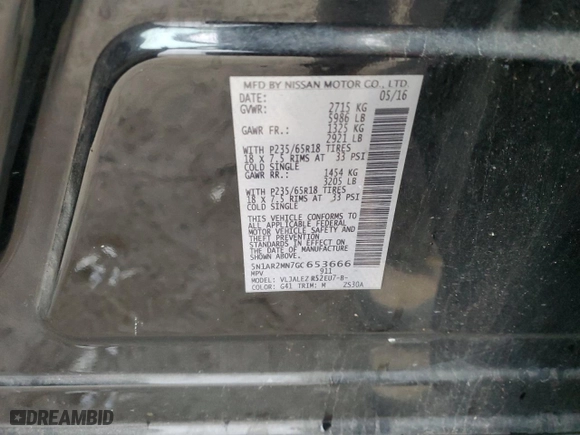 MFD BY NISSAN MOTOR CO., LTD.
DATE: 05/16
GVWR: 2715 KG
5986 LB
GAWR FR.: 1325 KG
2921 LB
WITH P235/65R18 TIRES
18 x 7.5 RIMS AT 33 PSI
COLD SINGLE
GAWR RR.: 1454 KG
3205 LB
WITH P235/65R18 TIRES
18 x 7.5 RIMS AT 33 PSI
COLD SINGLE
THIS VEHICLE CONFORMS TO
ALL APPLICABLE FEDERAL
MOTOR VEHICLE SAFETY AND
STANDARDS IN EFFECT ON
THE DATE OF MANUFACTURE
SHOWN ABOVE.
5N1AR2MN7GC653666
MPV 911
MODEL: VLJALEZ
COLOR: G41 TRIM: M ZS30A
DREAMBID